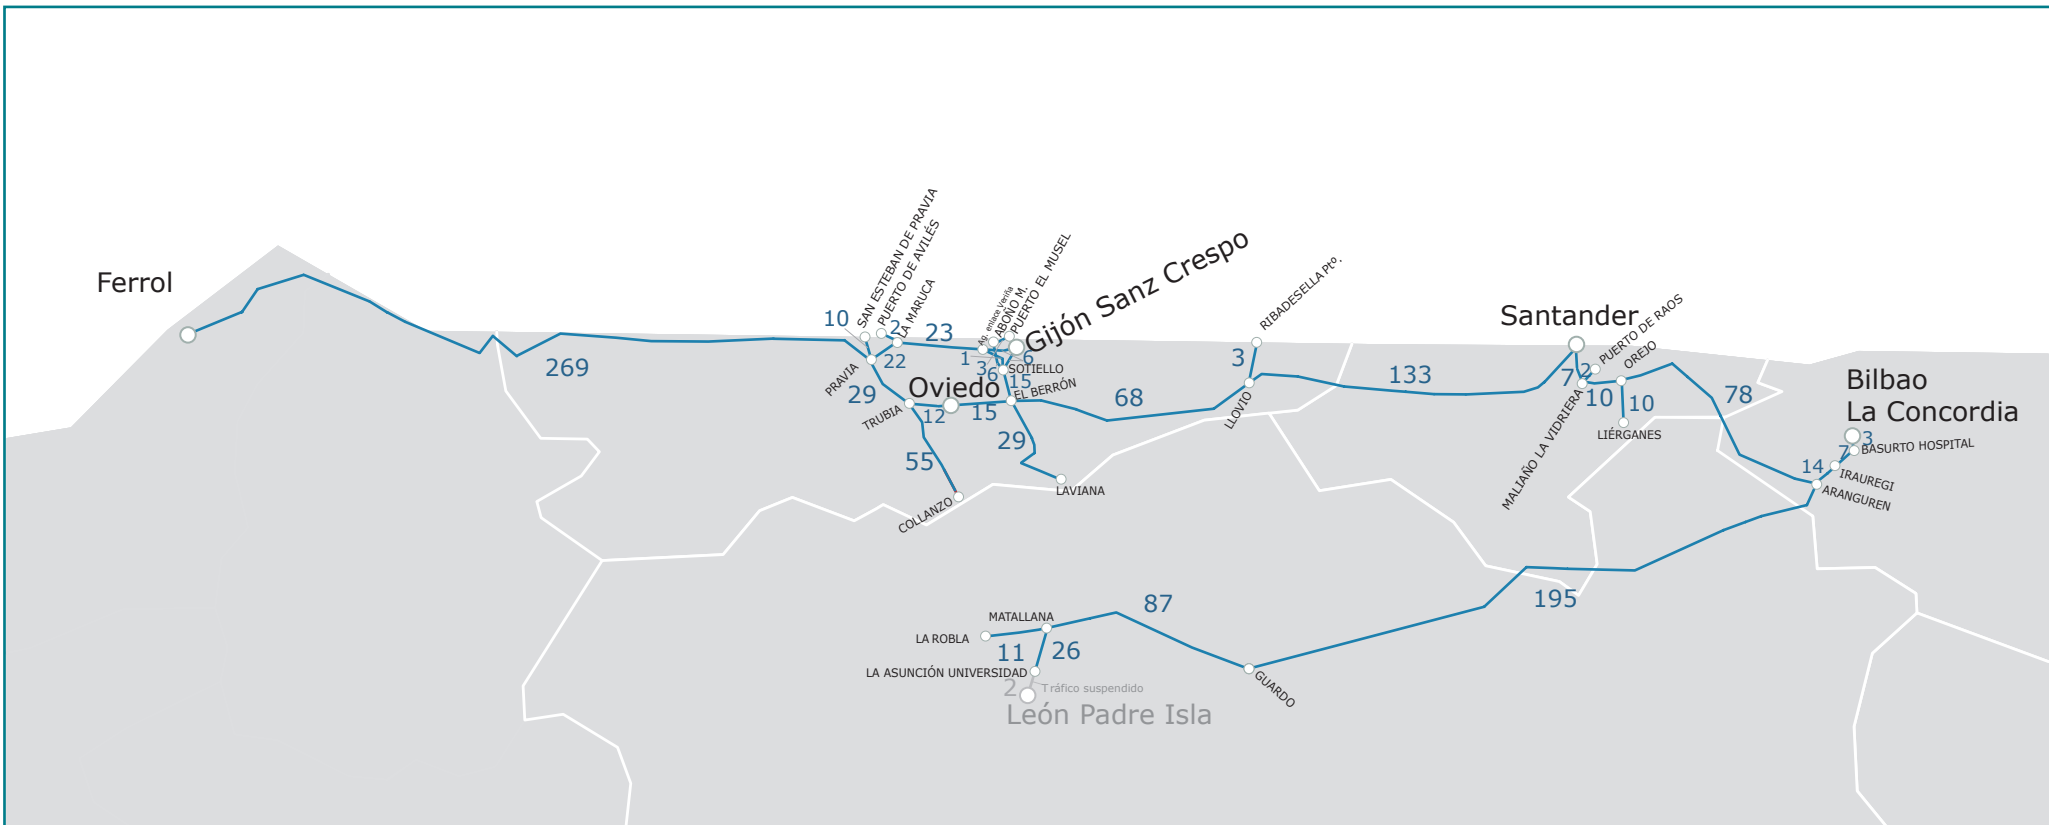 Ferrol
269
10
SAN ESTEBAN DE PRAVIA
PUERTO DE AVILÉS
2
LA MARUCA
22
23
PRAVIA
29
TRUBIA
12
Oviedo
15
55
COLLANZO
Ag. enlace Veriña
ABOÑO M.
PUERTO EL MUSEL
Gijón Sanz Crespo
1
3
6
6
SOTIELLO
15
EL BERRÓN
29
LAVIANA
68
RIBADESELLA Ptº.
3
LLOVIO
133
Santander
PUERTO DE RAOS
OREJO
7
2
10
10
MALIAÑO LA VIDRIERA
LIÉRGANES
78
Bilbao
La Concordia
3
BASURTO HOSPITAL
7
IRAUREGI
14
ARANGUREN
195
87
MATALLANA
LA ROBLA
11
26
LA ASUNCIÓN UNIVERSIDAD
2
Tráfico suspendido
León Padre Isla
GUARDO